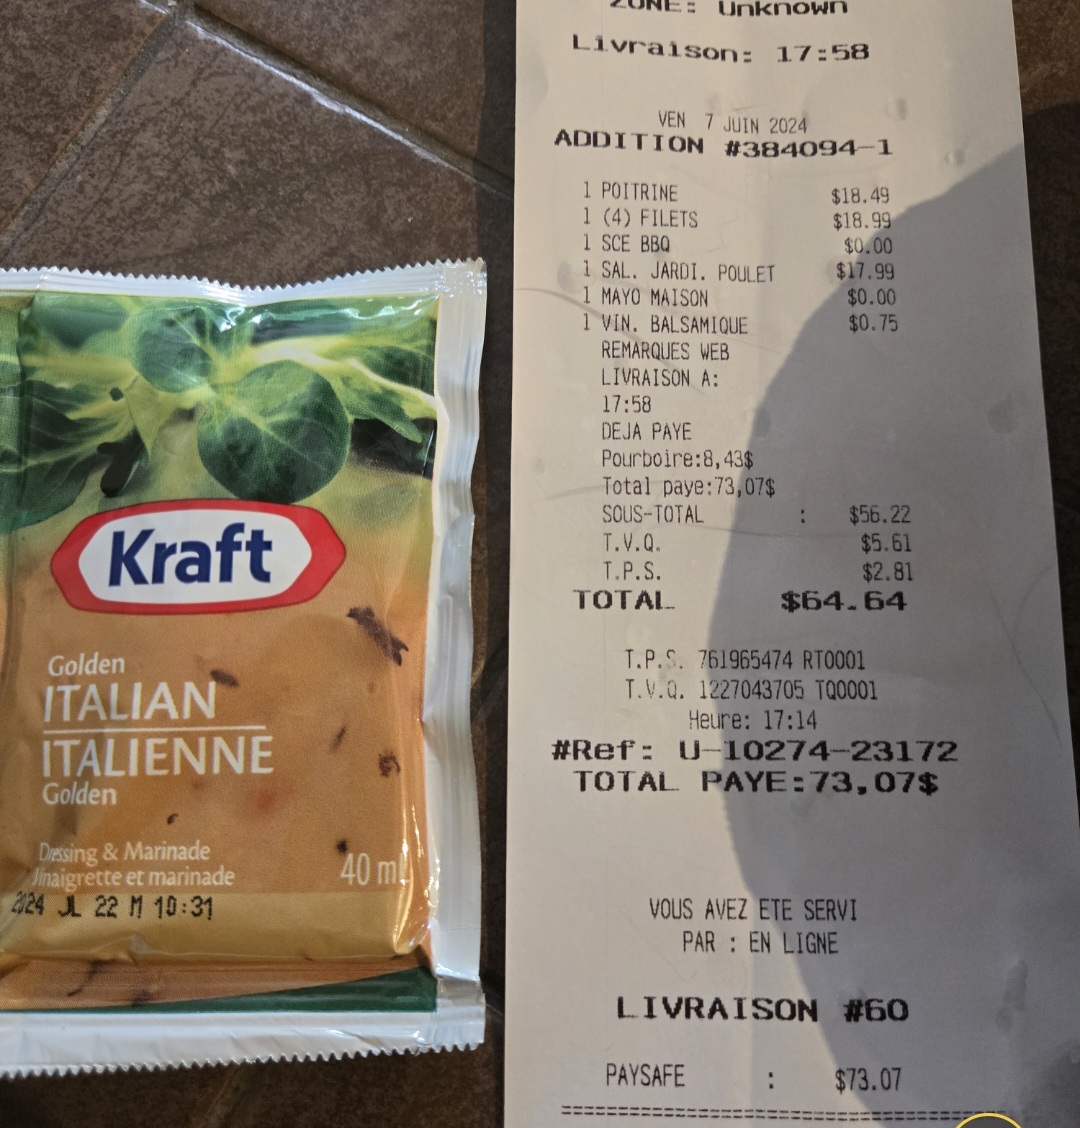 Kraft
Golden
ITALIAN
ITALIENNE
Golden
Dressing & Marinade
Vinaigrette et marinade
40 ml
2024 JL 22 M 10:31
ZONE: Unknown
Livraison: 17:58
VEN 7 JUIN 2024
ADDITION #384094-1
1 POITRINE $18.49
1 (4) FILETS $18.99
1 SCE BBQ $0.00
1 SAL. JARDI. POULET $17.99
1 MAYO MAISON $0.00
1 VIN. BALSAMIQUE $0.75
REMARQUES WEB
LIVRAISON A:
17:58
DEJA PAYE
Pourboire:8,43$
Total paye:73,07$
SOUS-TOTAL : $56.22
T.V.Q. $5.61
T.P.S. $2.81
TOTAL $64.64
T.P.S. 761965474 RT0001
T.V.Q. 1227043705 TQ0001
Heure: 17:14
#Ref: U-10274-23172
TOTAL PAYE:73,07$
VOUS AVEZ ETE SERVI
PAR : EN LIGNE
LIVRAISON #60
PAYSAFE : $73.07